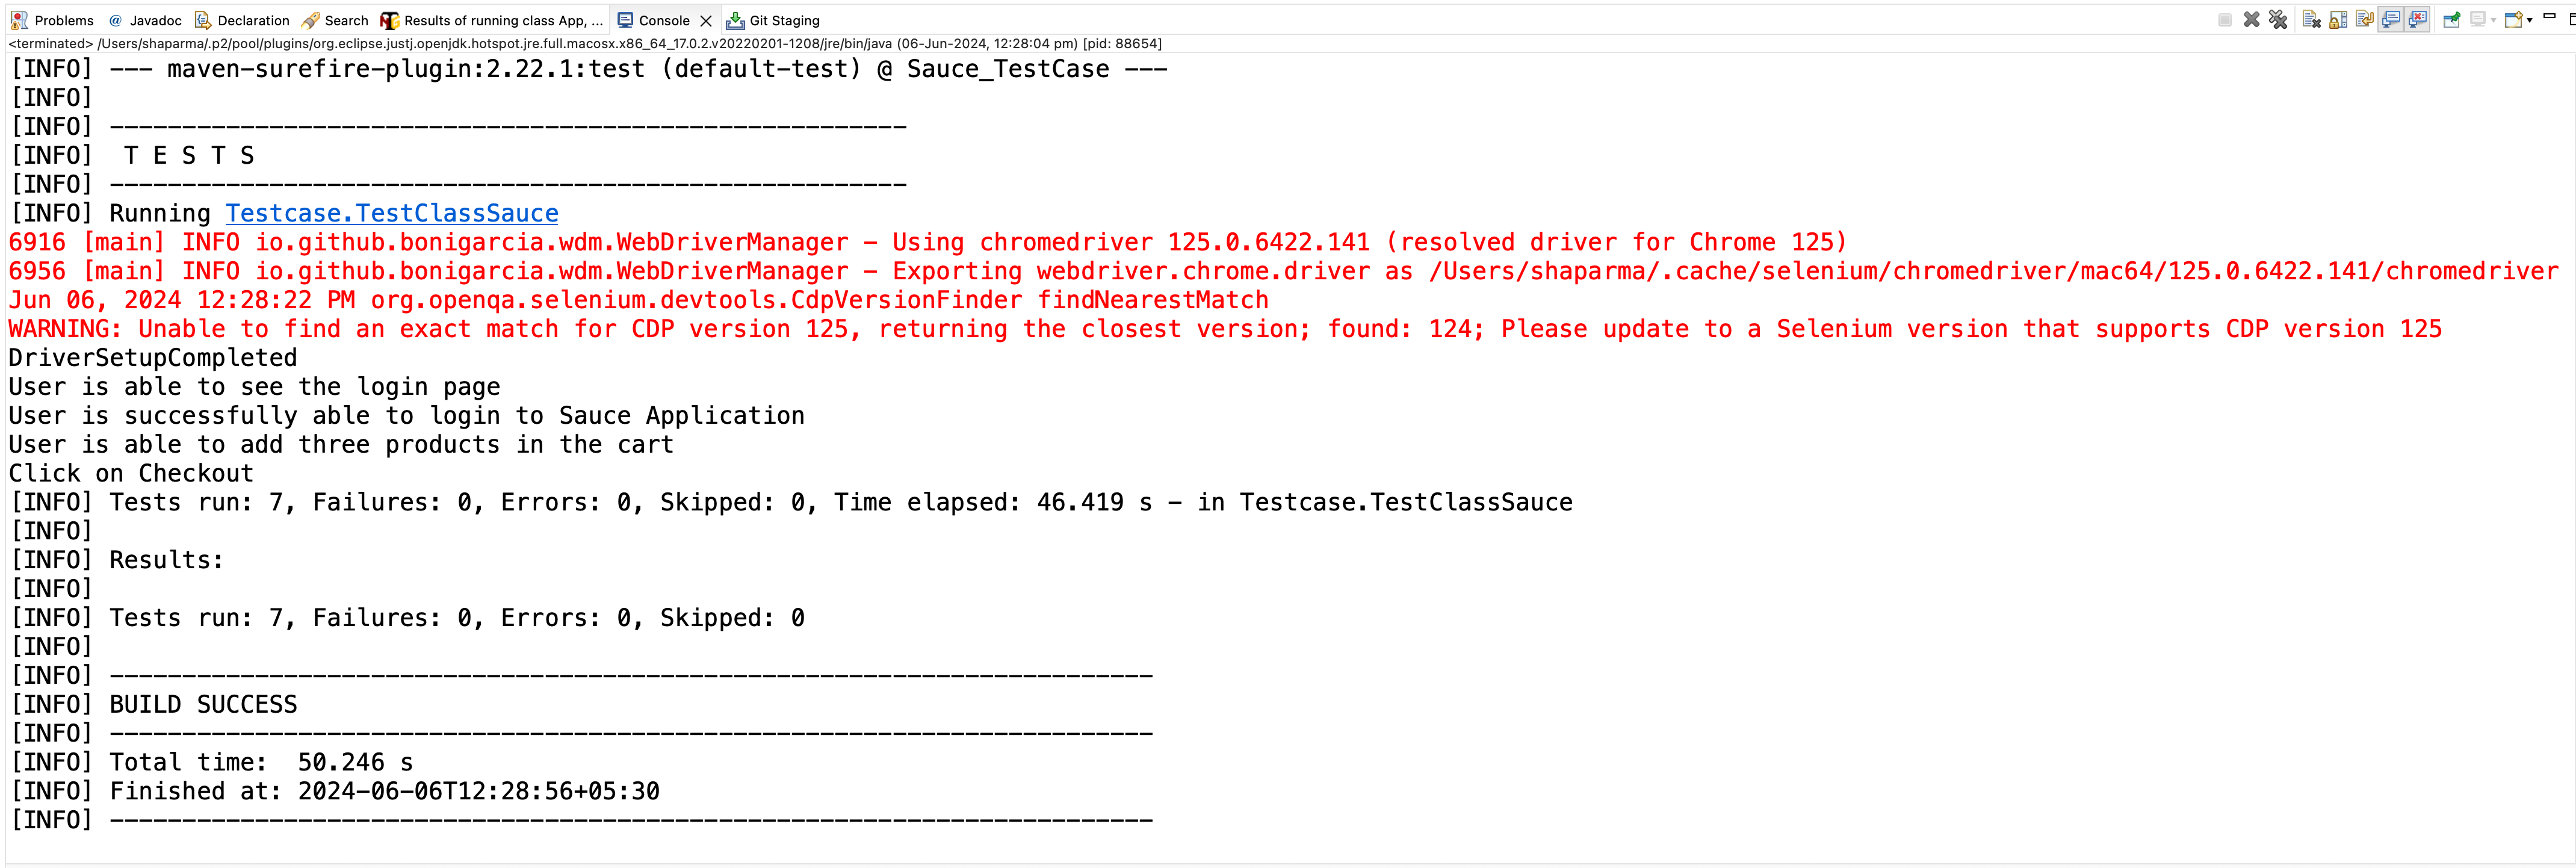 Problems Javadoc Declaration Search Results of running class App, ... Console Git Staging
<terminated> /Users/shaparma/.p2/pool/plugins/org.eclipse.justj.openjdk.hotspot.jre.full.macosx.x86_64_17.0.2.v20220201-1208/jre/bin/java (06-Jun-2024, 12:28:04 pm) [pid: 88654]
[INFO] --- maven-surefire-plugin:2.22.1:test (default-test) @ Sauce_TestCase ---
[INFO]
[INFO] -------------------------------------------------------
[INFO]  T E S T S
[INFO] -------------------------------------------------------
[INFO] Running Testcase.TestClassSauce
6916 [main] INFO io.github.bonigarcia.wdm.WebDriverManager - Using chromedriver 125.0.6422.141 (resolved driver for Chrome 125)
6956 [main] INFO io.github.bonigarcia.wdm.WebDriverManager - Exporting webdriver.chrome.driver as /Users/shaparma/.cache/selenium/chromedriver/mac64/125.0.6422.141/chromedriver
Jun 06, 2024 12:28:22 PM org.openqa.selenium.devtools.CdpVersionFinder findNearestMatch
WARNING: Unable to find an exact match for CDP version 125, returning the closest version; found: 124; Please update to a Selenium version that supports CDP version 125
DriverSetupCompleted
User is able to see the login page
User is successfully able to login to Sauce Application
User is able to add three products in the cart
Click on Checkout
[INFO] Tests run: 7, Failures: 0, Errors: 0, Skipped: 0, Time elapsed: 46.419 s - in Testcase.TestClassSauce
[INFO]
[INFO] Results:
[INFO]
[INFO] Tests run: 7, Failures: 0, Errors: 0, Skipped: 0
[INFO]
[INFO] ------------------------------------------------------------------------
[INFO] BUILD SUCCESS
[INFO] ------------------------------------------------------------------------
[INFO] Total time:  50.246 s
[INFO] Finished at: 2024-06-06T12:28:56+05:30
[INFO] ------------------------------------------------------------------------